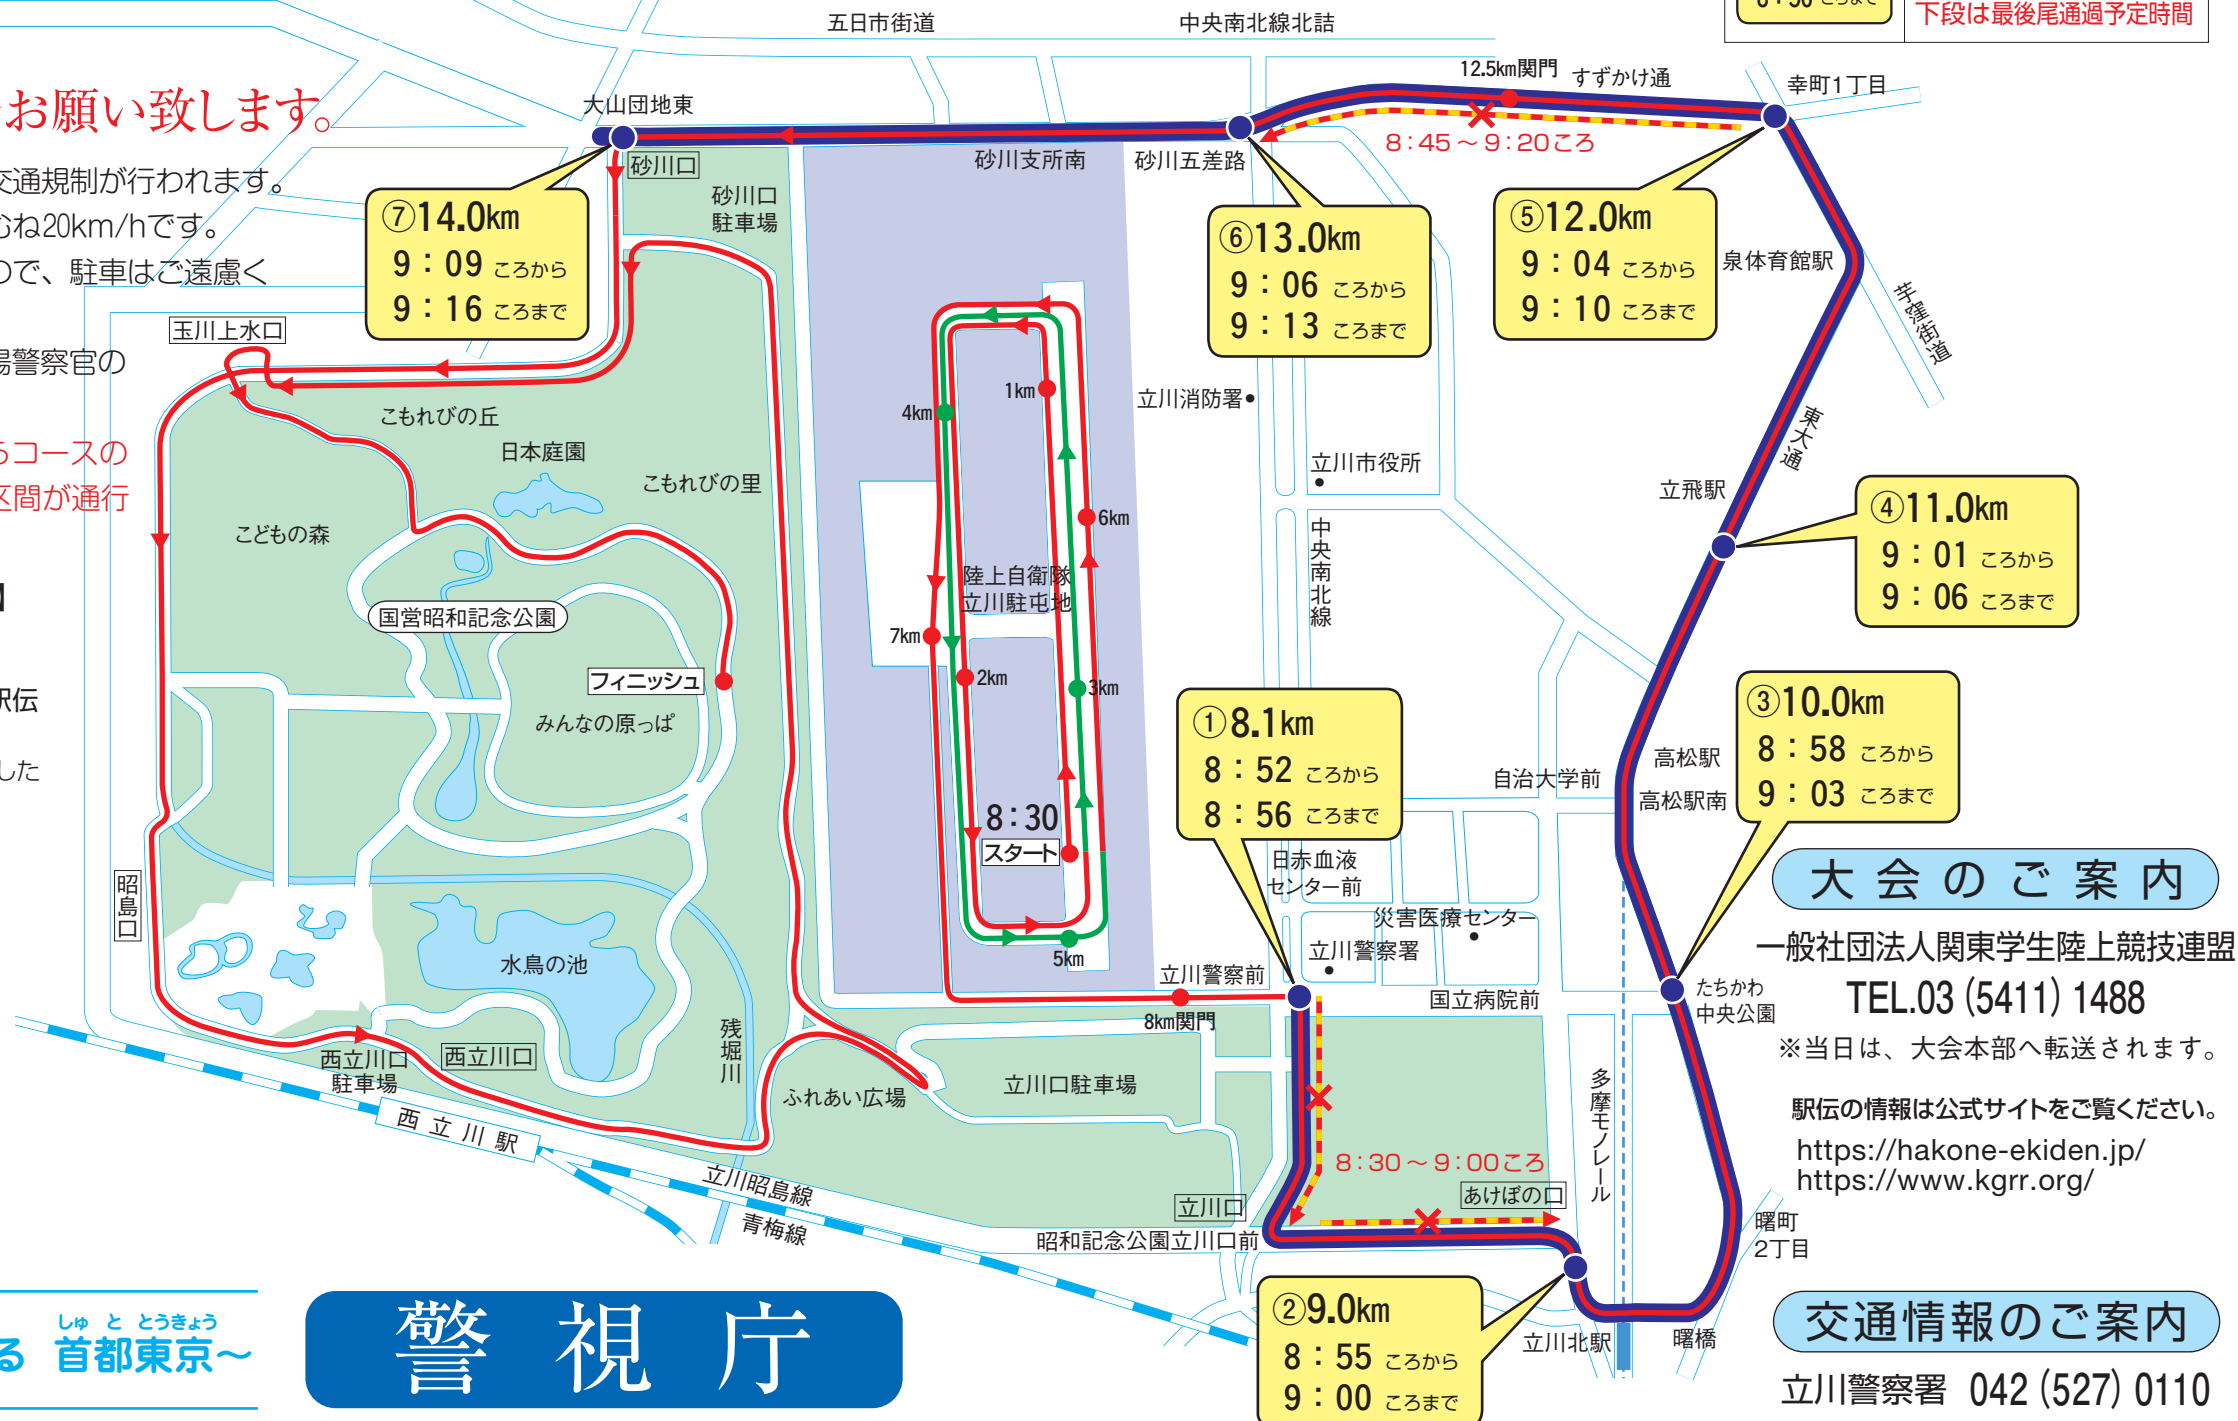 五日市街道
中央南北線北詰
下段は最後尾通過予定時間
お願い致します。
交通規制が行われます。
むね20km/hです。
ので、駐車はご遠慮く
場警察官の
らコースの
区間が通行
】
駅伝
した
大山団地東
砂川口
砂川口
駐車場
砂川支所南
砂川五差路
12.5km関門
すずかけ通
幸町1丁目
8:45～9:20ころ
⑦14.0km
9:09 ころから
9:16 ころまで
⑥13.0km
9:06 ころから
9:13 ころまで
⑤12.0km
9:04 ころから
9:10 ころまで
泉体育館駅
芋窪街道
玉川上水口
こもれびの丘
日本庭園
こもれびの里
こどもの森
国営昭和記念公園
フィニッシュ
みんなの原っぱ
1km
4km
6km
陸上自衛隊
立川駐屯地
7km
2km
3km
8:30
スタート
5km
立川消防署
立川市役所
中央南北線
東大通
立飛駅
④11.0km
9:01 ころから
9:06 ころまで
①8.1km
8:52 ころから
8:56 ころまで
③10.0km
8:58 ころから
9:03 ころまで
高松駅
高松駅南
自治大学前
日赤血液
センター前
災害医療センター
立川警察署
立川警察前
8km関門
国立病院前
たちかわ
中央公園
昭島口
水鳥の池
残堀川
西立川口
駐車場
西立川口
西立川駅
ふれあい広場
立川口駐車場
立川昭島線
青梅線
立川口
昭和記念公園立川口前
8:30～9:00ころ
あけぼの口
多摩モノレール
曙町
2丁目
②9.0km
8:55 ころから
9:00 ころまで
立川北駅
曙橋
大会のご案内
一般社団法人関東学生陸上競技連盟
TEL.03 (5411) 1488
※当日は、大会本部へ転送されます。
駅伝の情報は公式サイトをご覧ください。
https://hakone-ekiden.jp/
https://www.kgrr.org/
交通情報のご案内
立川警察署 042 (527) 0110
しゅ と とうきょう
る 首都東京～
警視庁